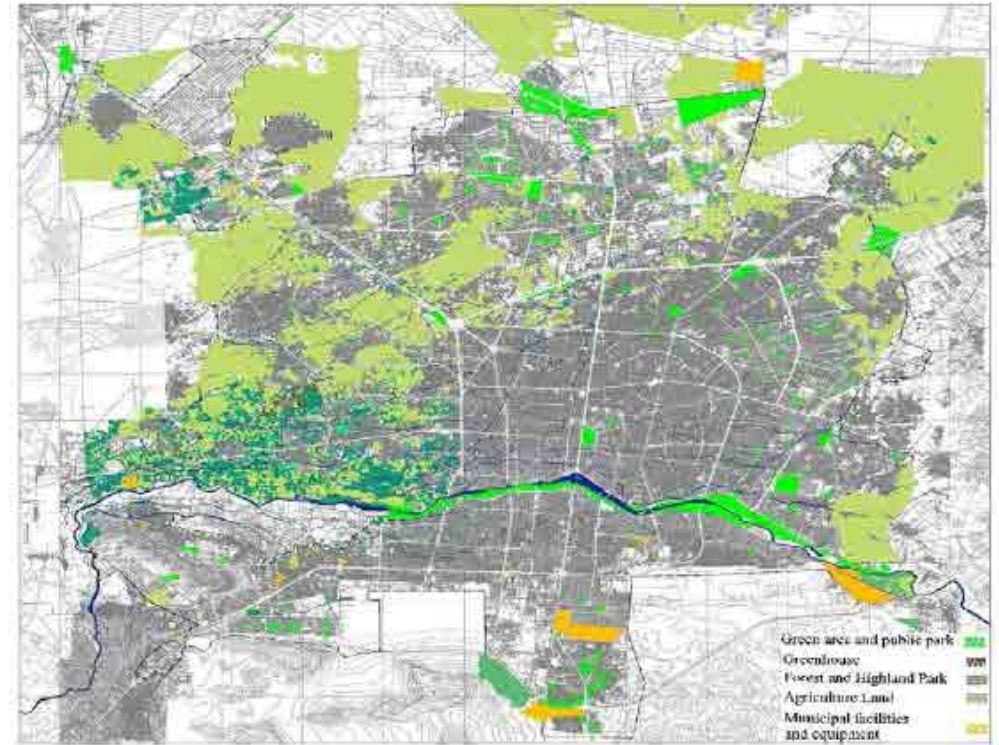 Green area and public park
Greenhouse
Forest and Highland Park
Agriculture Land
Municipal facilities
and equipment